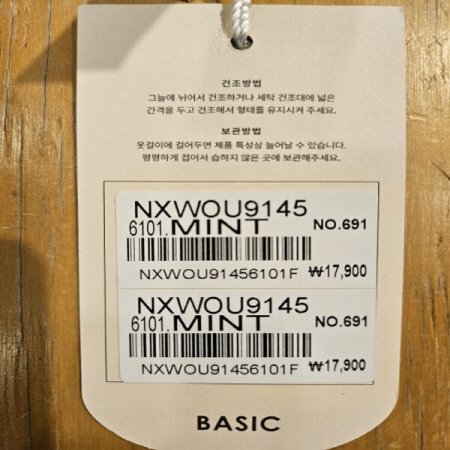 건조방법
그늘에 뉘어서 건조하거나 세탁 건조대에 넓은
간격을 두고 건조해서 형태를 유지시켜 주세요.
보관방법
옷걸이에 걸어두면 제품 특성상 늘어날 수 있습니다.
평평하게 접어서 습하지 않은 곳에 보관해주세요.
NXWOU9145
6101.MINT NO.691
NXWOU91456101F ₩17,900
NXWOU9145
6101.MINT NO.691
NXWOU91456101F ₩17,900
BASIC